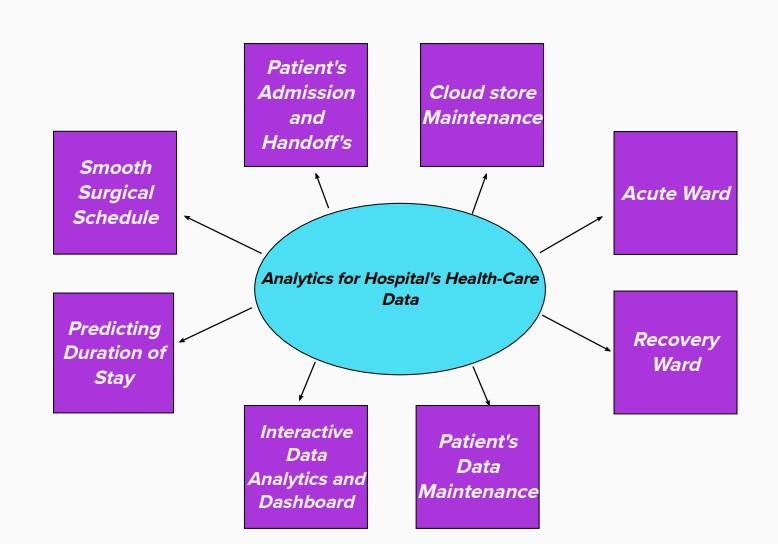 Patient's
Admission
and
Handoff's
Cloud store
Maintenance
Smooth
Surgical
Schedule
Acute Ward
Analytics for Hospital's Health-Care
Data
Predicting
Duration of
Stay
Recovery
Ward
Interactive
Data
Analytics and
Dashboard
Patient's
Data
Maintenance